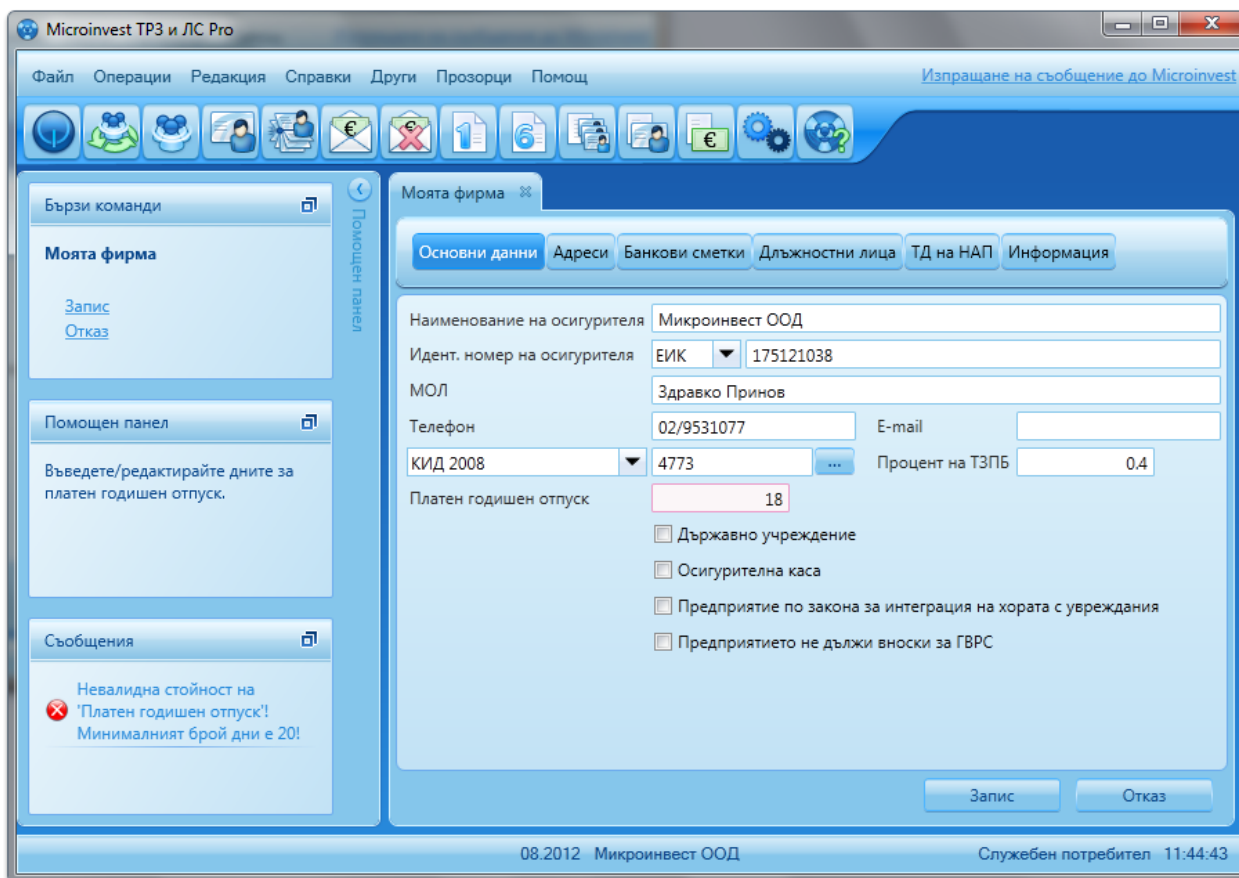 Microinvest ТРЗ и ЛС Pro
Файл Операции Редакция Справки Други Прозорци Помощ
Изпращане на съобщение до Microinvest
Бързи команди
Моята фирма
Запис
Отказ
Помощен панел
Помощен панел
Въведете/редактирайте дните за
платен годишен отпуск.
Съобщения
Невалидна стойност на
'Платен годишен отпуск'!
Минималният брой дни е 20!
Моята фирма
Основни данни Адреси Банкови сметки Длъжностни лица ТД на НАП Информация
Наименование на осигурителя Микроинвест ООД
Идент. номер на осигурителя ЕИК 175121038
МОЛ Здравко Принов
Телефон 02/9531077 E-mail
КИД 2008 4773 ... Процент на ТЗПБ 0.4
Платен годишен отпуск 18
Държавно учреждение
Осигурителна каса
Предприятие по закона за интеграция на хората с увреждания
Предприятието не дължи вноски за ГВРС
Запис Отказ
08.2012 Микроинвест ООД Служебен потребител 11:44:43